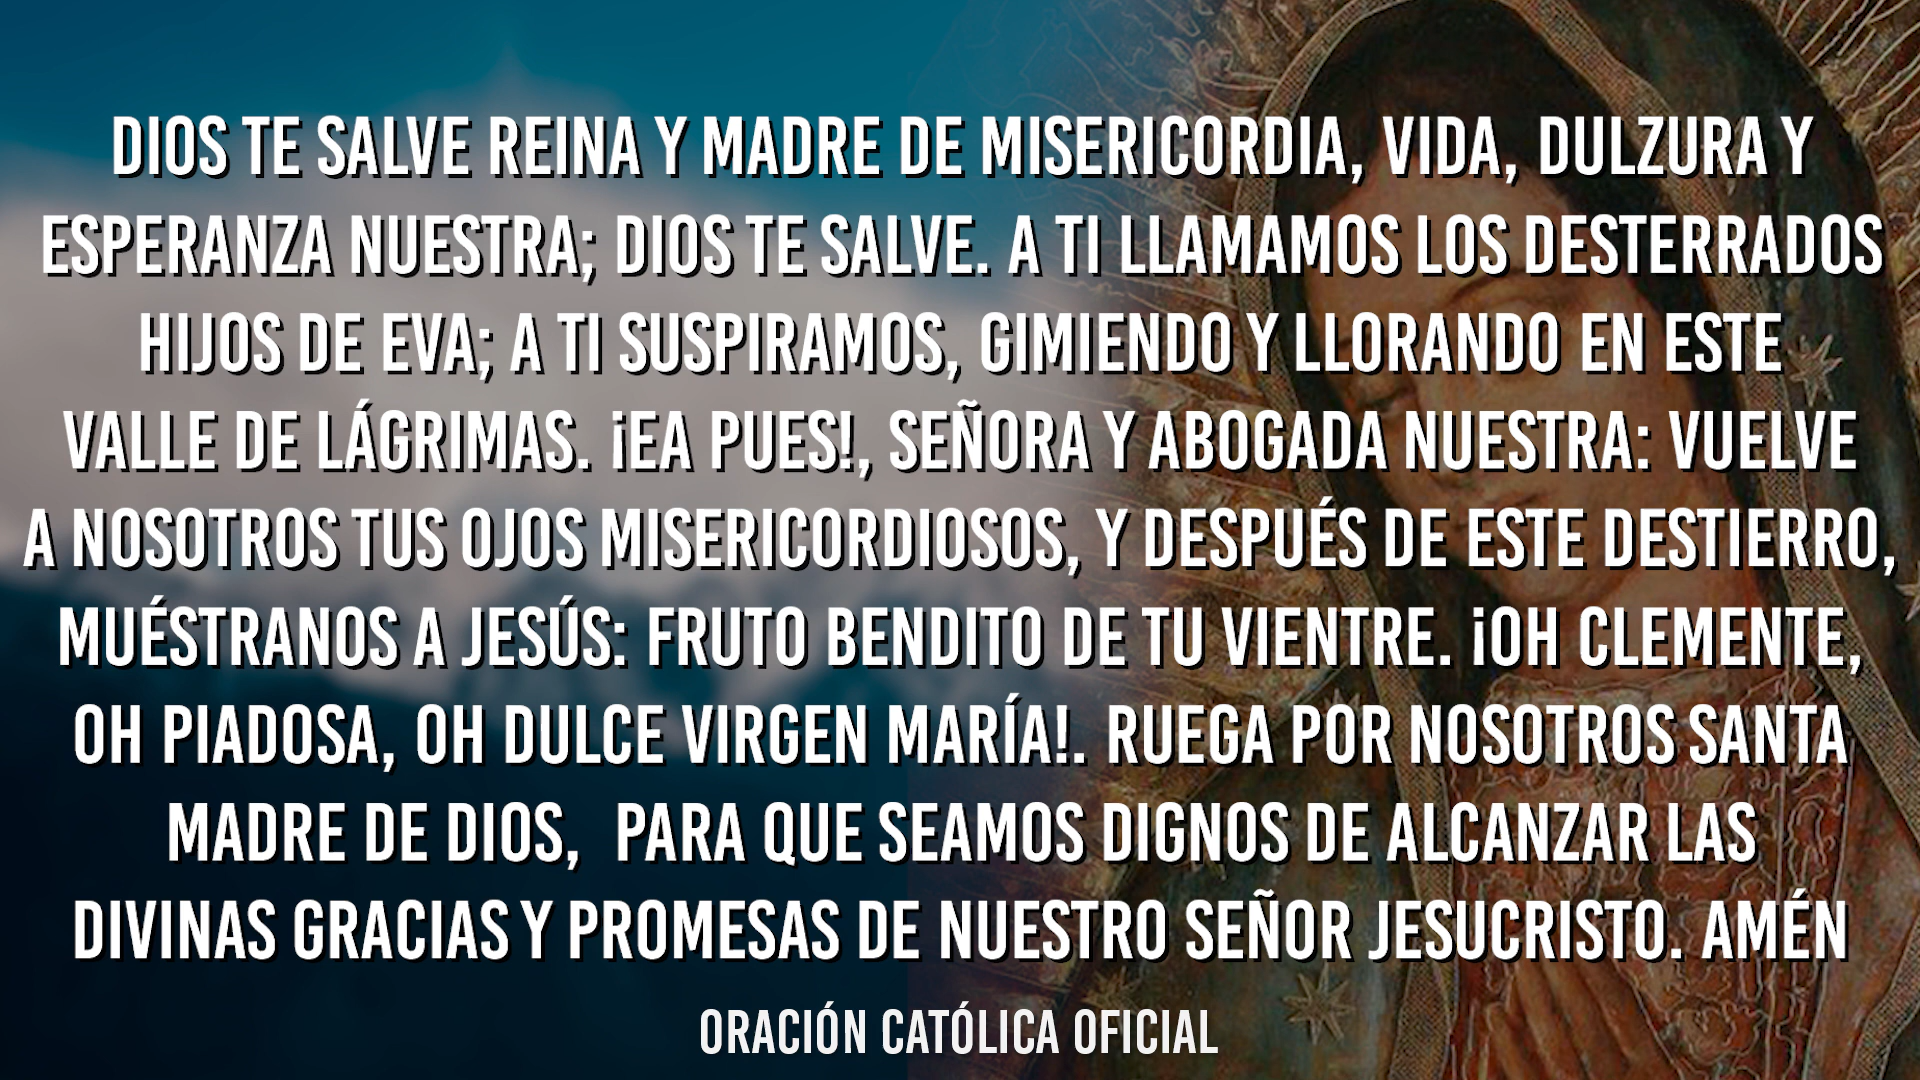 DIOS TE SALVE REINA Y MADRE DE MISERICORDIA, VIDA, DULZURA Y
ESPERANZA NUESTRA; DIOS TE SALVE. A TI LLAMAMOS LOS DESTERRADOS
HIJOS DE EVA; A TI SUSPIRAMOS, GIMIENDO Y LLORANDO EN ESTE
VALLE DE LÁGRIMAS. ¡EA PUES!, SEÑORA Y ABOGADA NUESTRA: VUELVE
A NOSOTROS TUS OJOS MISERICORDIOSOS, Y DESPUÉS DE ESTE DESTIERRO,
MUÉSTRANOS A JESÚS: FRUTO BENDITO DE TU VIENTRE. ¡OH CLEMENTE,
OH PIADOSA, OH DULCE VIRGEN MARÍA!. RUEGA POR NOSOTROS SANTA
MADRE DE DIOS,  PARA QUE SEAMOS DIGNOS DE ALCANZAR LAS
DIVINAS GRACIAS Y PROMESAS DE NUESTRO SEÑOR JESUCRISTO. AMÉN
ORACIÓN CATÓLICA OFICIAL